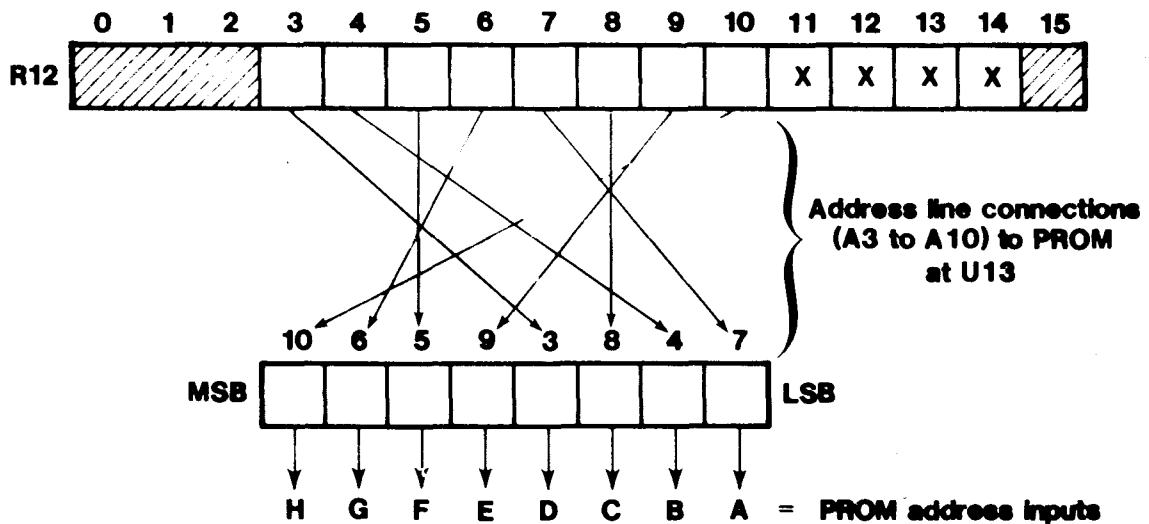 0 1 2 3 4 5 6 7 8 9 10 11 12 13 14 15
R12 X X X X
Address line connections
(A3 to A10) to PROM
at U13
10 6 5 9 3 8 4 7
MSB LSB
H G F E D C B A = PROM address inputs